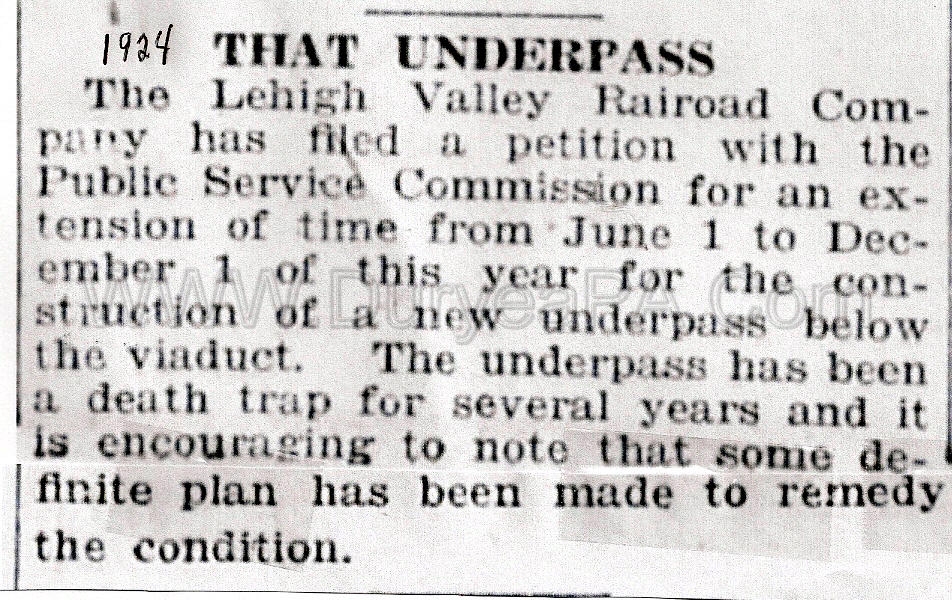 1924 THAT UNDERPASS
The Lehigh Valley Rairoad Com-
pany has filed a petition with the
Public Service Commission for an ex-
tension of time from June 1 to Dec-
ember 1 of this year for the con-
struction of a new underpass below
the viaduct. The underpass has been
a death trap for several years and it
is encouraging to note that some de-
finite plan has been made to remedy
the condition.
www.DuryeaPA.Com